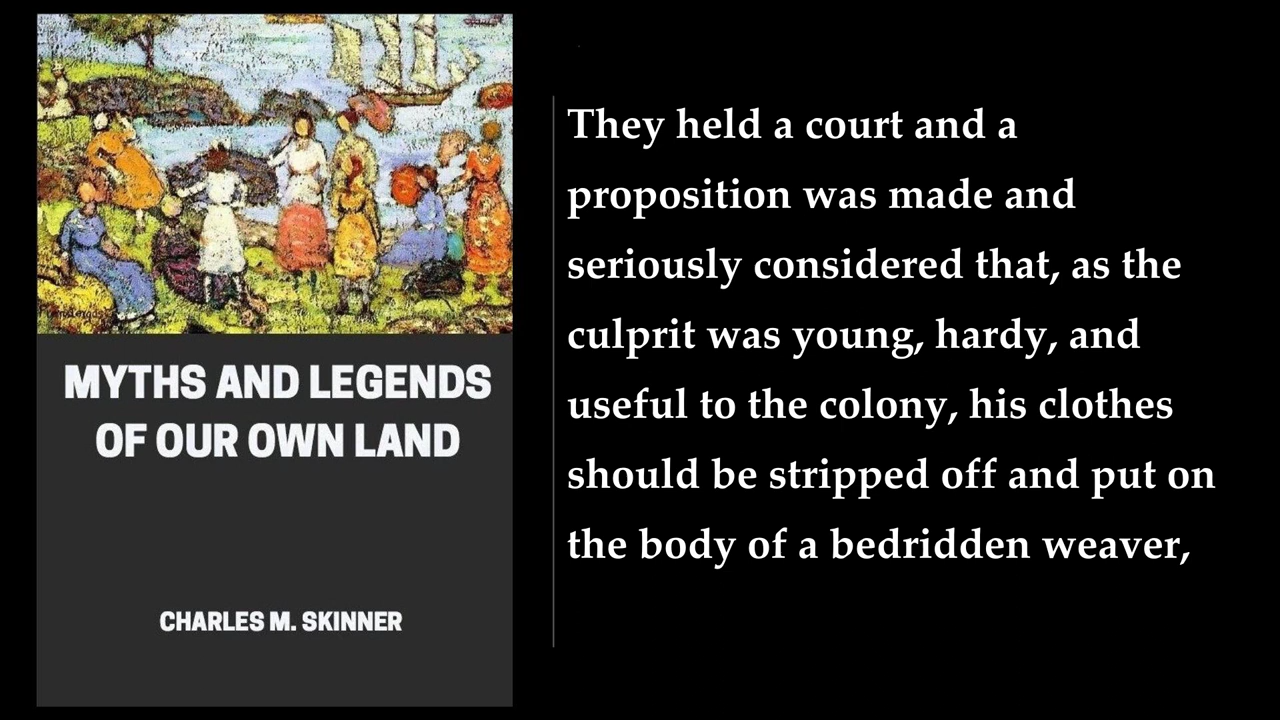 MYTHS AND LEGENDS
OF OUR OWN LAND
CHARLES M. SKINNER
They held a court and a
proposition was made and
seriously considered that, as the
culprit was young, hardy, and
useful to the colony, his clothes
should be stripped off and put on
the body of a bedridden weaver,